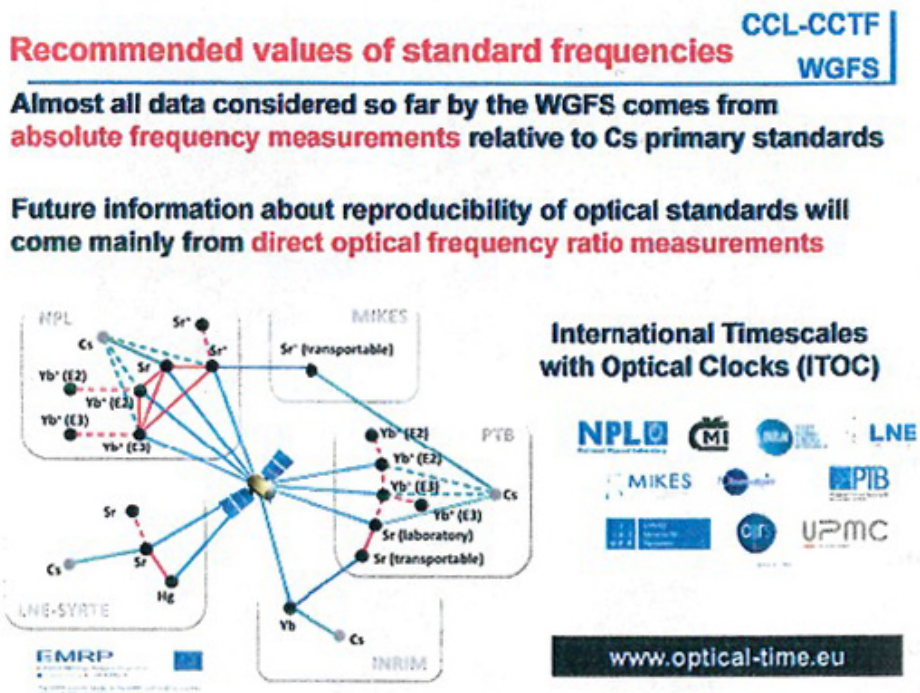 CCL-CCTF
Recommended values of standard frequencies
WGFS
Almost all data considered so far by the WGFS comes from
absolute frequency measurements relative to Cs primary standards
Future information about reproducibility of optical standards will
come mainly from direct optical frequency ratio measurements
NPL
Cs
Sr⁺
Sr
Sr⁺
Yb⁺ (E2)
Yb⁺ (E2)
Yb⁺ (E3)
Yb⁺ (E3)
MIKES
Sr⁺ (transportable)
PTB
Yb⁺ (E2)
Yb⁺ (E2)
Yb⁺ (E3)
Yb⁺ (E3)
Cs
Sr (laboratory)
Sr (transportable)
Sr
Sr
Cs
Hg
LNE-SYRTE
Yb
Cs
INRIM
International Timescales
with Optical Clocks (ITOC)
NPL
National Physical Laboratory
CMI
LNE
MIKES
PTB
UPMC
EMRP
www.optical-time.eu